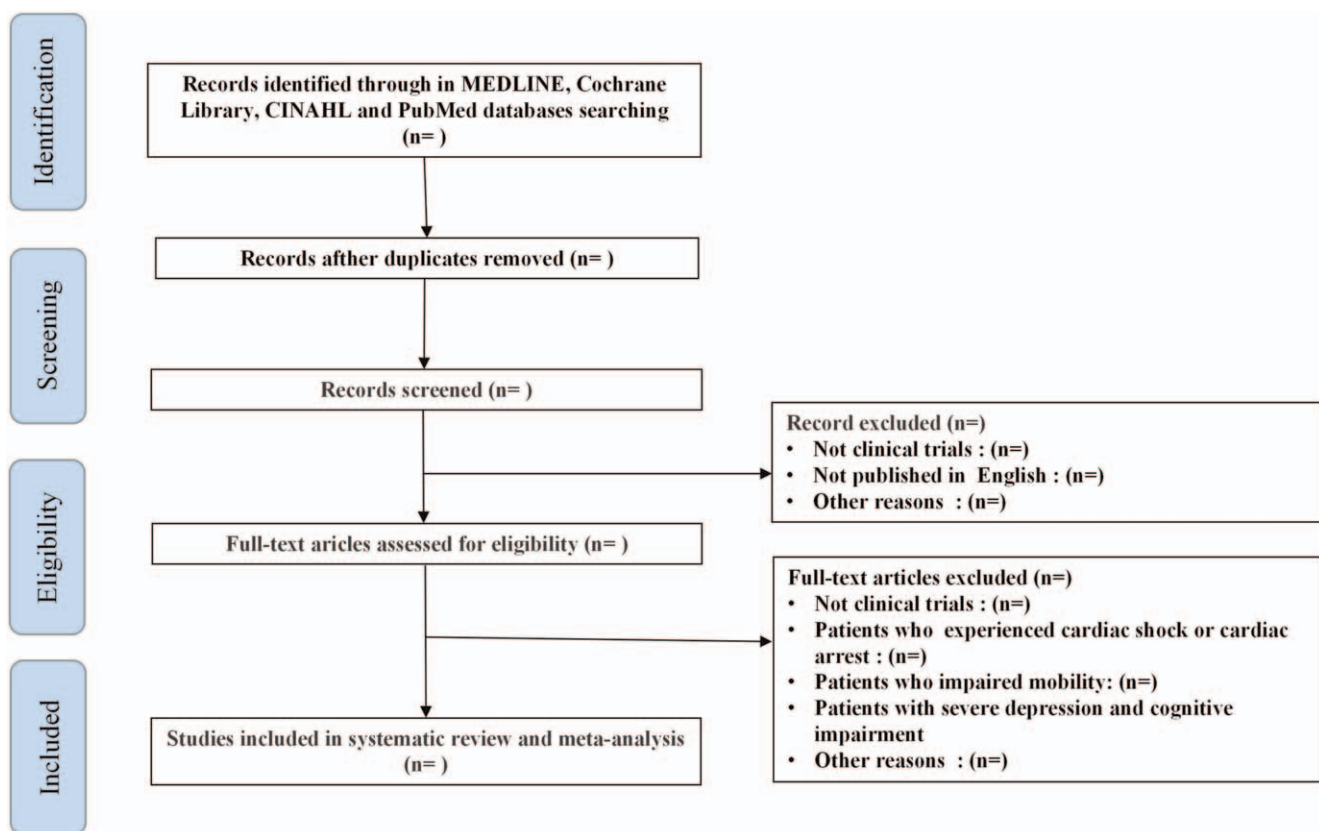 Identification
Records identified through in MEDLINE, Cochrane
Library, CINAHL and PubMed databases searching
(n= )
Screening
Records afther duplicates removed (n= )
Records screened (n= )
Record excluded (n=)
• Not clinical trials : (n=)
• Not published in English : (n=)
• Other reasons : (n=)
Eligibility
Full-text aricles assessed for eligibility (n= )
Full-text articles excluded (n=)
• Not clinical trials : (n=)
• Patients who experienced cardiac shock or cardiac
arrest : (n=)
• Patients who impaired mobility: (n=)
• Patients with severe depression and cognitive
impairment
• Other reasons : (n=)
Included
Studies included in systematic review and meta-analysis
(n= )